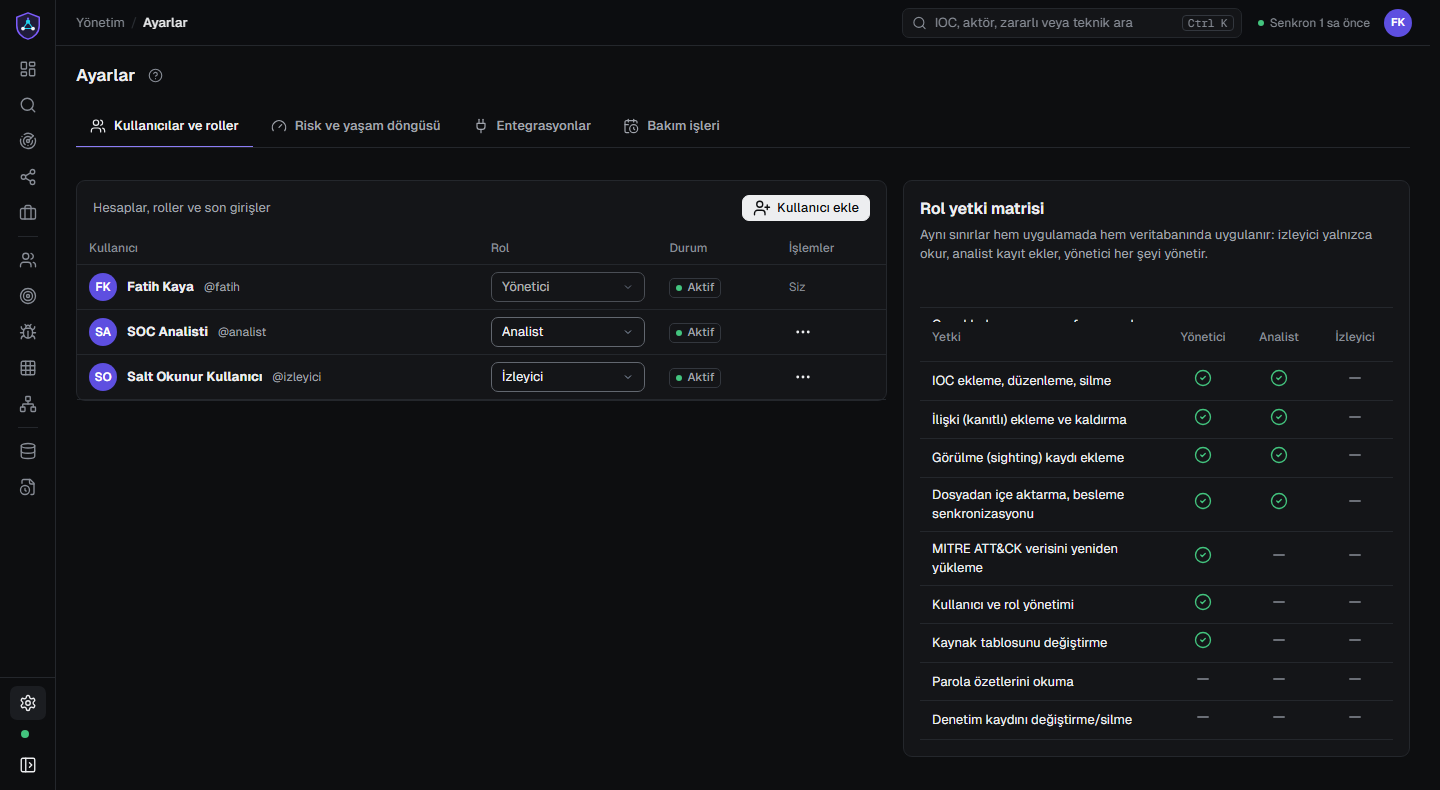 Yönetim / Ayarlar
IOC, aktör, zararlı veya teknik ara
Ctrl K
Senkron 1 sa önce
FK
Ayarlar
Kullanıcılar ve roller
Risk ve yaşam döngüsü
Entegrasyonlar
Bakım işleri
Hesaplar, roller ve son girişler
Kullanıcı ekle
Kullanıcı Rol Durum İşlemler
FK Fatih Kaya @fatih Yönetici Aktif Siz
SA SOC Analisti @analist Analist Aktif
SO Salt Okunur Kullanıcı @izleyici İzleyici Aktif
Rol yetki matrisi
Aynı sınırlar hem uygulamada hem veritabanında uygulanır: izleyici yalnızca
okur, analist kayıt ekler, yönetici her şeyi yönetir.
Yetki Yönetici Analist İzleyici
IOC ekleme, düzenleme, silme
İlişki (kanıtlı) ekleme ve kaldırma
Görülme (sighting) kaydı ekleme
Dosyadan içe aktarma, besleme
senkronizasyonu
MITRE ATT&CK verisini yeniden
yükleme
Kullanıcı ve rol yönetimi
Kaynak tablosunu değiştirme
Parola özetlerini okuma
Denetim kaydını değiştirme/silme